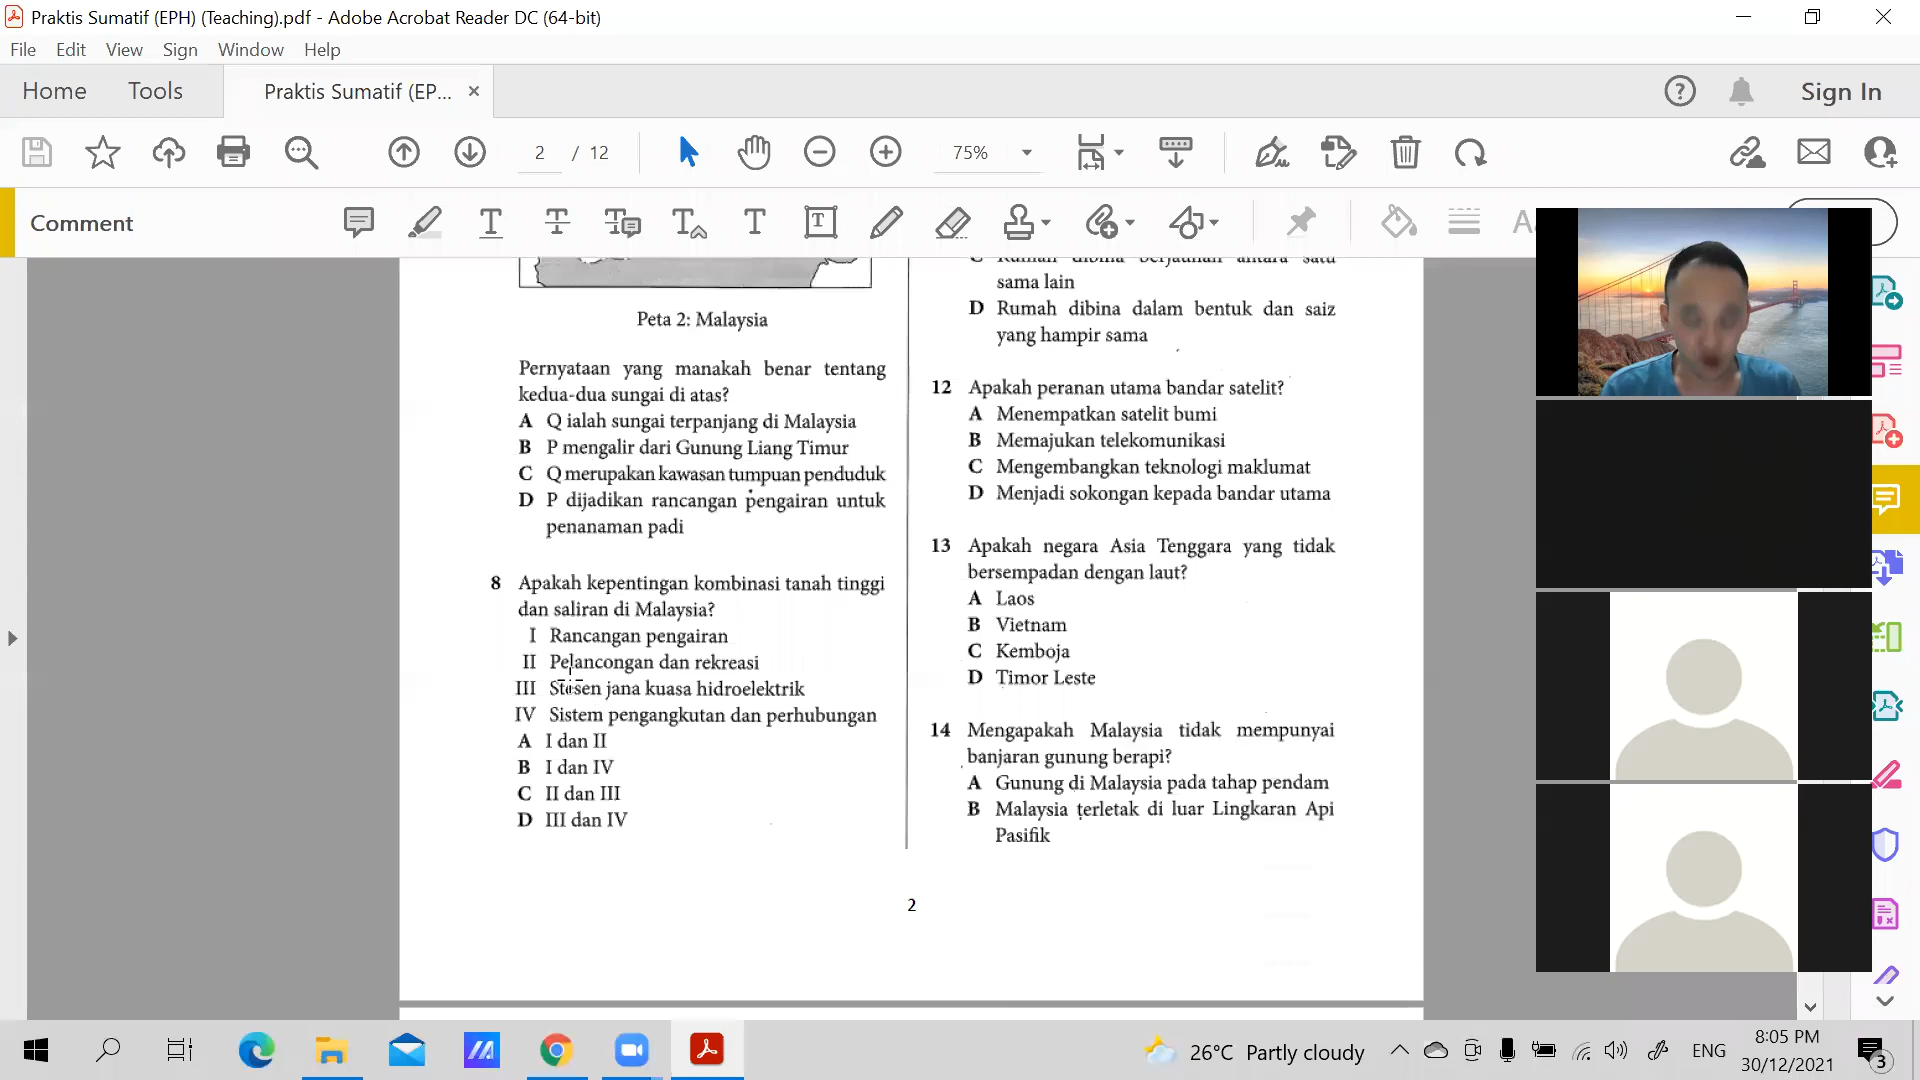 Praktis Sumatif (EPH) (Teaching).pdf - Adobe Acrobat Reader DC (64-bit)
File Edit View Sign Window Help
Home Tools Praktis Sumatif (EP... × Sign In
2 / 12 75%
Comment
Peta 2: Malaysia
Pernyataan yang manakah benar tentang
kedua-dua sungai di atas?
A Q ialah sungai terpanjang di Malaysia
B P mengalir dari Gunung Liang Timur
C Q merupakan kawasan tumpuan penduduk
D P dijadikan rancangan pengairan untuk
penanaman padi
8 Apakah kepentingan kombinasi tanah tinggi
dan saliran di Malaysia?
I Rancangan pengairan
II Pelancongan dan rekreasi
III Stesen jana kuasa hidroelektrik
IV Sistem pengangkutan dan perhubungan
A I dan II
B I dan IV
C II dan III
D III dan IV
C Rumah dibina berjauhan antara satu
sama lain
D Rumah dibina dalam bentuk dan saiz
yang hampir sama
12 Apakah peranan utama bandar satelit?
A Menempatkan satelit bumi
B Memajukan telekomunikasi
C Mengembangkan teknologi maklumat
D Menjadi sokongan kepada bandar utama
13 Apakah negara Asia Tenggara yang tidak
bersempadan dengan laut?
A Laos
B Vietnam
C Kemboja
D Timor Leste
14 Mengapakah Malaysia tidak mempunyai
banjaran gunung berapi?
A Gunung di Malaysia pada tahap pendam
B Malaysia terletak di luar Lingkaran Api
Pasifik
2
26°C Partly cloudy ENG 8:05 PM
30/12/2021 3